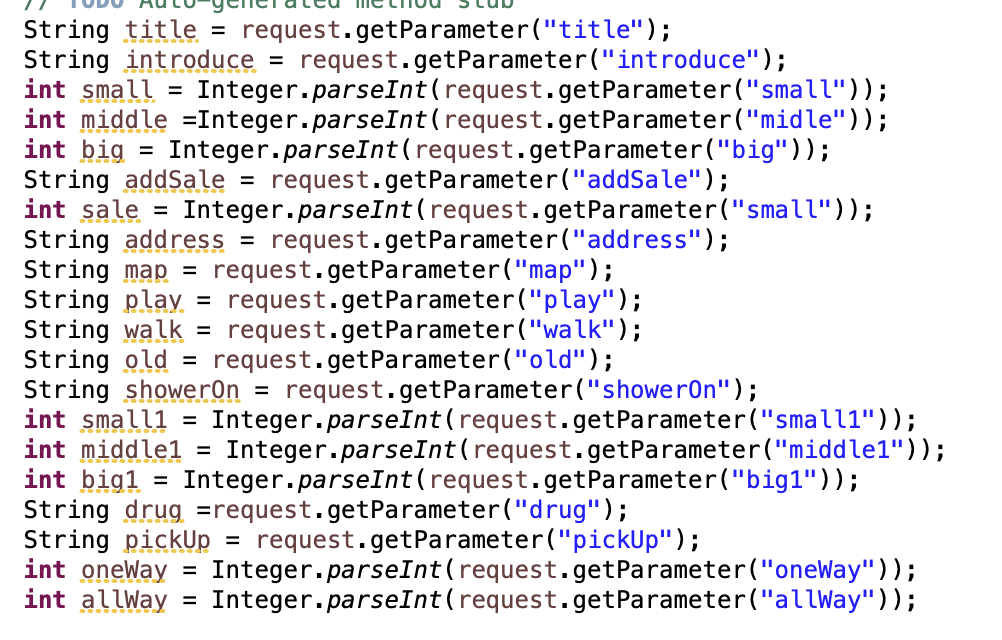 // TODO Auto-generated method stub
String title = request.getParameter("title");
String introduce = request.getParameter("introduce");
int small = Integer.parseInt(request.getParameter("small"));
int middle =Integer.parseInt(request.getParameter("midle"));
int big = Integer.parseInt(request.getParameter("big"));
String addSale = request.getParameter("addSale");
int sale = Integer.parseInt(request.getParameter("small"));
String address = request.getParameter("address");
String map = request.getParameter("map");
String play = request.getParameter("play");
String walk = request.getParameter("walk");
String old = request.getParameter("old");
String showerOn = request.getParameter("showerOn");
int small1 = Integer.parseInt(request.getParameter("small1"));
int middle1 = Integer.parseInt(request.getParameter("middle1"));
int big1 = Integer.parseInt(request.getParameter("big1"));
String drug =request.getParameter("drug");
String pickUp = request.getParameter("pickUp");
int oneWay = Integer.parseInt(request.getParameter("oneWay"));
int allWay = Integer.parseInt(request.getParameter("allWay"));